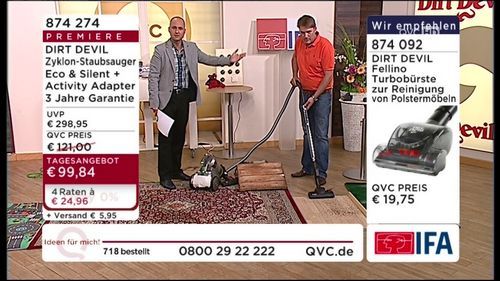 874 274
PREMIERE
DIRT DEVIL
Zyklon-Staubsauger
Eco & Silent +
Activity Adapter
3 Jahre Garantie
UVP
€ 298,95
QVC PREIS
€ 121,00
TAGESANGEBOT
€ 99,84
4 Raten à
€ 24,96
+ Versand € 5,95
Ideen für mich!
718 bestellt
0800 29 22 222
QVC.de
IFA
Dirt Devil
Wir empfehlen
874 092
DIRT DEVIL
Fellino
Turbobürste
zur Reinigung
von Polstermöbeln
QVC PREIS
€ 19,75
IFA